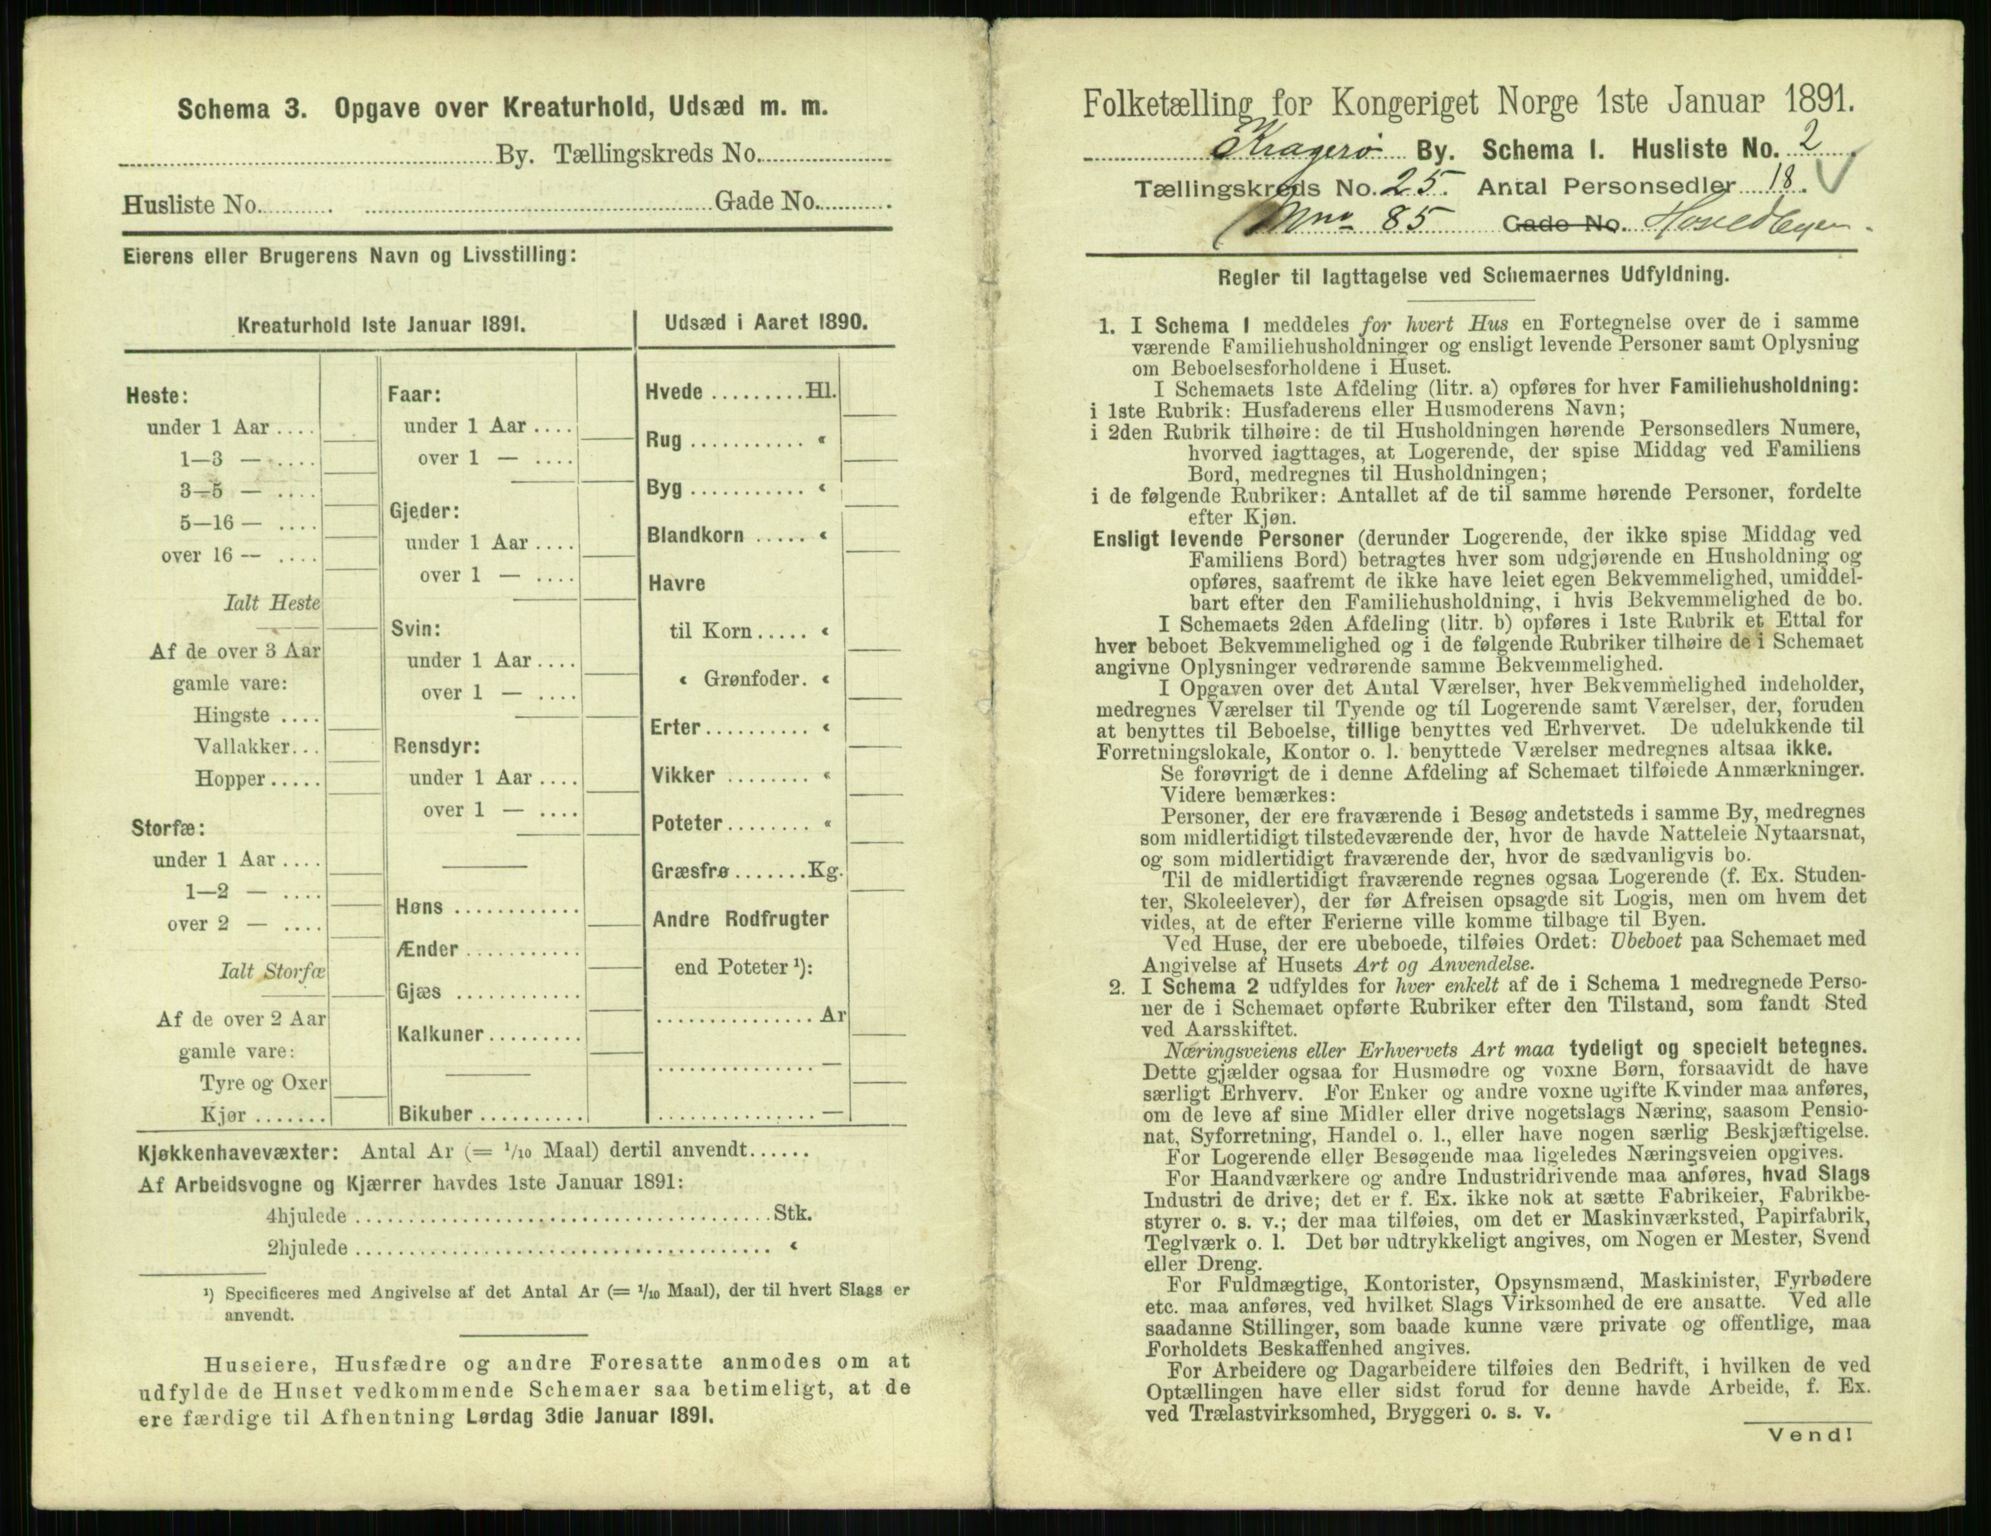 Schema 3. Opgave over Kreaturhold, Udsæd m. m.
By. Tællingskreds No.
Husliste No. Gade No.
Eierens eller Brugerens Navn og Livsstilling:
Kreaturhold 1ste Januar 1891.
Heste:
under 1 Aar ....
1—3 — ....
3—5 — ....
5—16 — ....
over 16 — ....
Ialt Heste
Af de over 3 Aar
gamle vare:
Hingste ....
Vallakker...
Hopper.....
Storfæ:
under 1 Aar ....
1—2 — ....
over 2 — ....
Ialt Storfæ
Af de over 2 Aar
gamle vare:
Tyre og Oxer
Kjør .......
Faar:
under 1 Aar ....
over 1 — ....
Gjeder:
under 1 Aar ....
over 1 — ....
Svin:
under 1 Aar ....
over 1 — ....
Rensdyr:
under 1 Aar ....
over 1 — ....
Høns ............
Ænder ...........
Gjæs ............
Kalkuner.........
Bikuber ..........
Udsæd i Aaret 1890.
Hvede .........Hl.
Rug ........... «
Byg ........... «
Blandkorn ..... «
Havre
til Korn..... «
« Grønfoder. «
Erter.......... «
Vikker ........ «
Poteter........ «
Græsfrø .......Kg.
Andre Rodfrugter
end Poteter ¹):
............... Ar
............... —
............... —
Kjøkkenhavevæxter: Antal Ar (= 1/10 Maal) dertil anvendt......
Af Arbeidsvogne og Kjærrer havdes 1ste Januar 1891:
4hjulede ....................................... Stk.
2hjulede ....................................... «
¹) Specificeres med Angivelse af det Antal Ar (= 1/10 Maal), der til hvert Slags er
anvendt.
Huseiere, Husfædre og andre Foresatte anmodes om at
udfylde de Huset vedkommende Schemaer saa betimeligt, at de
ere færdige til Afhentning Lørdag 3die Januar 1891.
Folketælling for Kongeriget Norge 1ste Januar 1891.
Kragerø By. Schema I. Husliste No. 2
Tællingskreds No. 25. Antal Personsedler 18.
(Mno 85 Gade No. Hovedbyen.
Regler til Iagttagelse ved Schemaernes Udfyldning.
1. I Schema 1 meddeles for hvert Hus en Fortegnelse over de i samme
værende Familiehusholdninger og ensligt levende Personer samt Oplysning
om Beboelsesforholdene i Huset.
I Schemaets 1ste Afdeling (litr. a) opføres for hver Familiehusholdning:
i 1ste Rubrik: Husfaderens eller Husmoderens Navn;
i 2den Rubrik tilhøire: de til Husholdningen hørende Personsedlers Numere,
hvorved iagttages, at Logerende, der spise Middag ved Familiens
Bord, medregnes til Husholdningen;
i de følgende Rubriker: Antallet af de til samme hørende Personer, fordelte
efter Kjøn.
Ensligt levende Personer (derunder Logerende, der ikke spise Middag ved
Familiens Bord) betragtes hver som udgjørende en Husholdning og
opføres, saafremt de ikke have leiet egen Bekvemmelighed, umiddel-
bart efter den Familiehusholdning, i hvis Bekvemmelighed de bo.
I Schemaets 2den Afdeling (litr. b) opføres i 1ste Rubrik et Ettal for
hver beboet Bekvemmelighed og i de følgende Rubriker tilhøire de i Schemaet
angivne Oplysninger vedrørende samme Bekvemmelighed.
I Opgaven over det Antal Værelser, hver Bekvemmelighed indeholder,
medregnes Værelser til Tyende og til Logerende samt Værelser, der, foruden
at benyttes til Beboelse, tillige benyttes ved Erhvervet. De udelukkende til
Forretningslokale, Kontor o. l. benyttede Værelser medregnes altsaa ikke.
Se forøvrigt de i denne Afdeling af Schemaet tilføiede Anmærkninger.
Videre bemærkes:
Personer, der ere fraværende i Besøg andetsteds i samme By, medregnes
som midlertidigt tilstedeværende der, hvor de havde Natteleie Nytaarsnat,
og som midlertidigt fraværende der, hvor de sædvanligvis bo.
Til de midlertidigt fraværende regnes ogsaa Logerende (f. Ex. Studen-
ter, Skoleelever), der før Afreisen opsagde sit Logis, men om hvem det
vides, at de efter Ferierne ville komme tilbage til Byen.
Ved Huse, der ere ubeboede, tilføies Ordet: Ubeboet paa Schemaet med
Angivelse af Husets Art og Anvendelse.
2. I Schema 2 udfyldes for hver enkelt af de i Schema 1 medregnede Perso-
ner de i Schemaet opførte Rubriker efter den Tilstand, som fandt Sted
ved Aarsskiftet.
Næringsveiens eller Erhvervets Art maa tydeligt og specielt betegnes.
Dette gjælder ogsaa for Husmødre og voxne Børn, forsaavidt de have
særligt Erhverv. For Enker og andre voxne ugifte Kvinder maa anføres,
om de leve af sine Midler eller drive nogetslags Næring, saasom Pensio-
nat, Syforretning, Handel o. l., eller have nogen særlig Beskjæftigelse.
For Logerende eller Besøgende maa ligeledes Næringsveien opgives.
For Haandværkere og andre Industridrivende maa anføres, hvad Slags
Industri de drive; det er f. Ex. ikke nok at sætte Fabrikeier, Fabrikbe-
styrer o. s. v.; der maa tilføies, om det er Maskinværksted, Papirfabrik,
Teglværk o. l. Det bør udtrykkeligt angives, om Nogen er Mester, Svend
eller Dreng.
For Fuldmægtige, Kontorister, Opsynsmænd, Maskinister, Fyrbødere
etc. maa anføres, ved hvilket Slags Virksomhed de ere ansatte. Ved alle
saadanne Stillinger, som baade kunne være private og offentlige, maa
Forholdets Beskaffenhed angives.
For Arbeidere og Dagarbeidere tilføies den Bedrift, i hvilken de ved
Optællingen have eller sidst forud for denne havde Arbeide, f. Ex.
ved Trælastvirksomhed, Bryggeri o. s. v.
Vend!